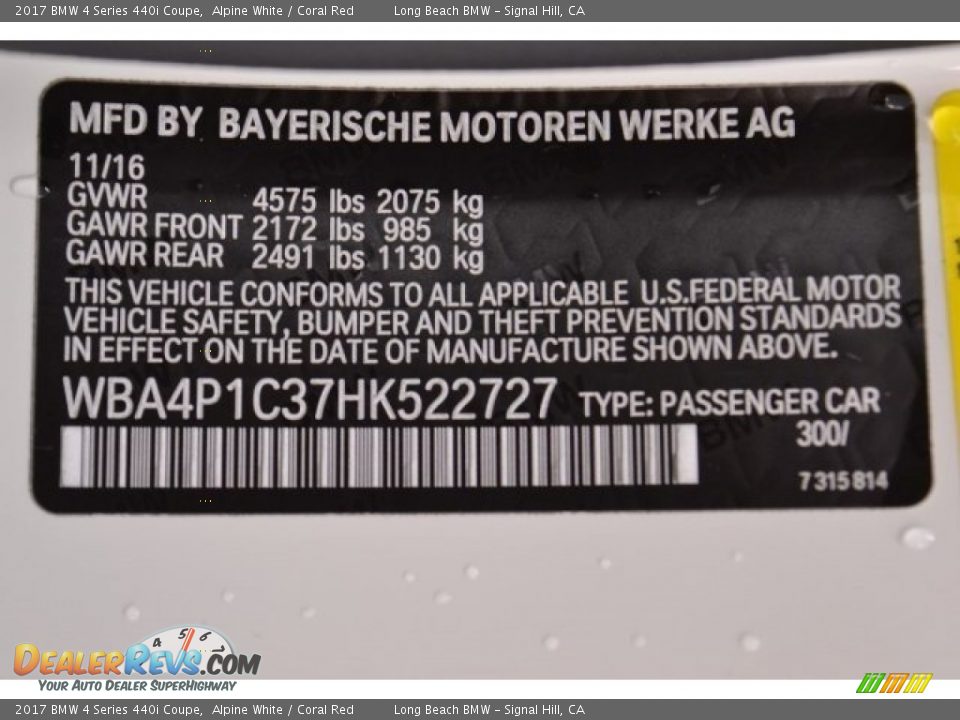 2017 BMW 4 Series 440i Coupe, Alpine White / Coral Red Long Beach BMW - Signal Hill, CA
MFD BY BAYERISCHE MOTOREN WERKE AG
11/16
GVWR 4575 lbs 2075 kg
GAWR FRONT 2172 lbs 985 kg
GAWR REAR 2491 lbs 1130 kg
THIS VEHICLE CONFORMS TO ALL APPLICABLE U.S.FEDERAL MOTOR
VEHICLE SAFETY, BUMPER AND THEFT PREVENTION STANDARDS
IN EFFECT ON THE DATE OF MANUFACTURE SHOWN ABOVE.
WBA4P1C37HK522727 TYPE: PASSENGER CAR
300/
7315814
4 5 6 7
DEALERREVS.COM
YOUR AUTO DEALER SUPERHIGHWAY
2017 BMW 4 Series 440i Coupe, Alpine White / Coral Red Long Beach BMW - Signal Hill, CA